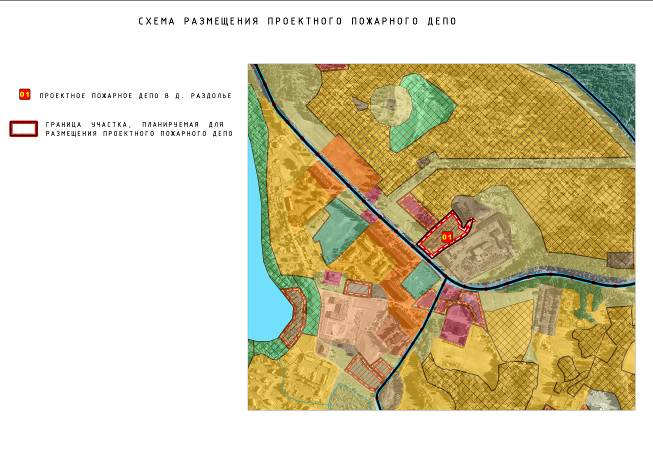 СХЕМА РАЗМЕЩЕНИЯ ПРОЕКТНОГО ПОЖАРНОГО ДЕПО
01 ПРОЕКТНОЕ ПОЖАРНОЕ ДЕПО В Д. РАЗДОЛЬЕ
ГРАНИЦА УЧАСТКА, ПЛАНИРУЕМАЯ ДЛЯ
РАЗМЕЩЕНИЯ ПРОЕКТНОГО ПОЖАРНОГО ДЕПО
01